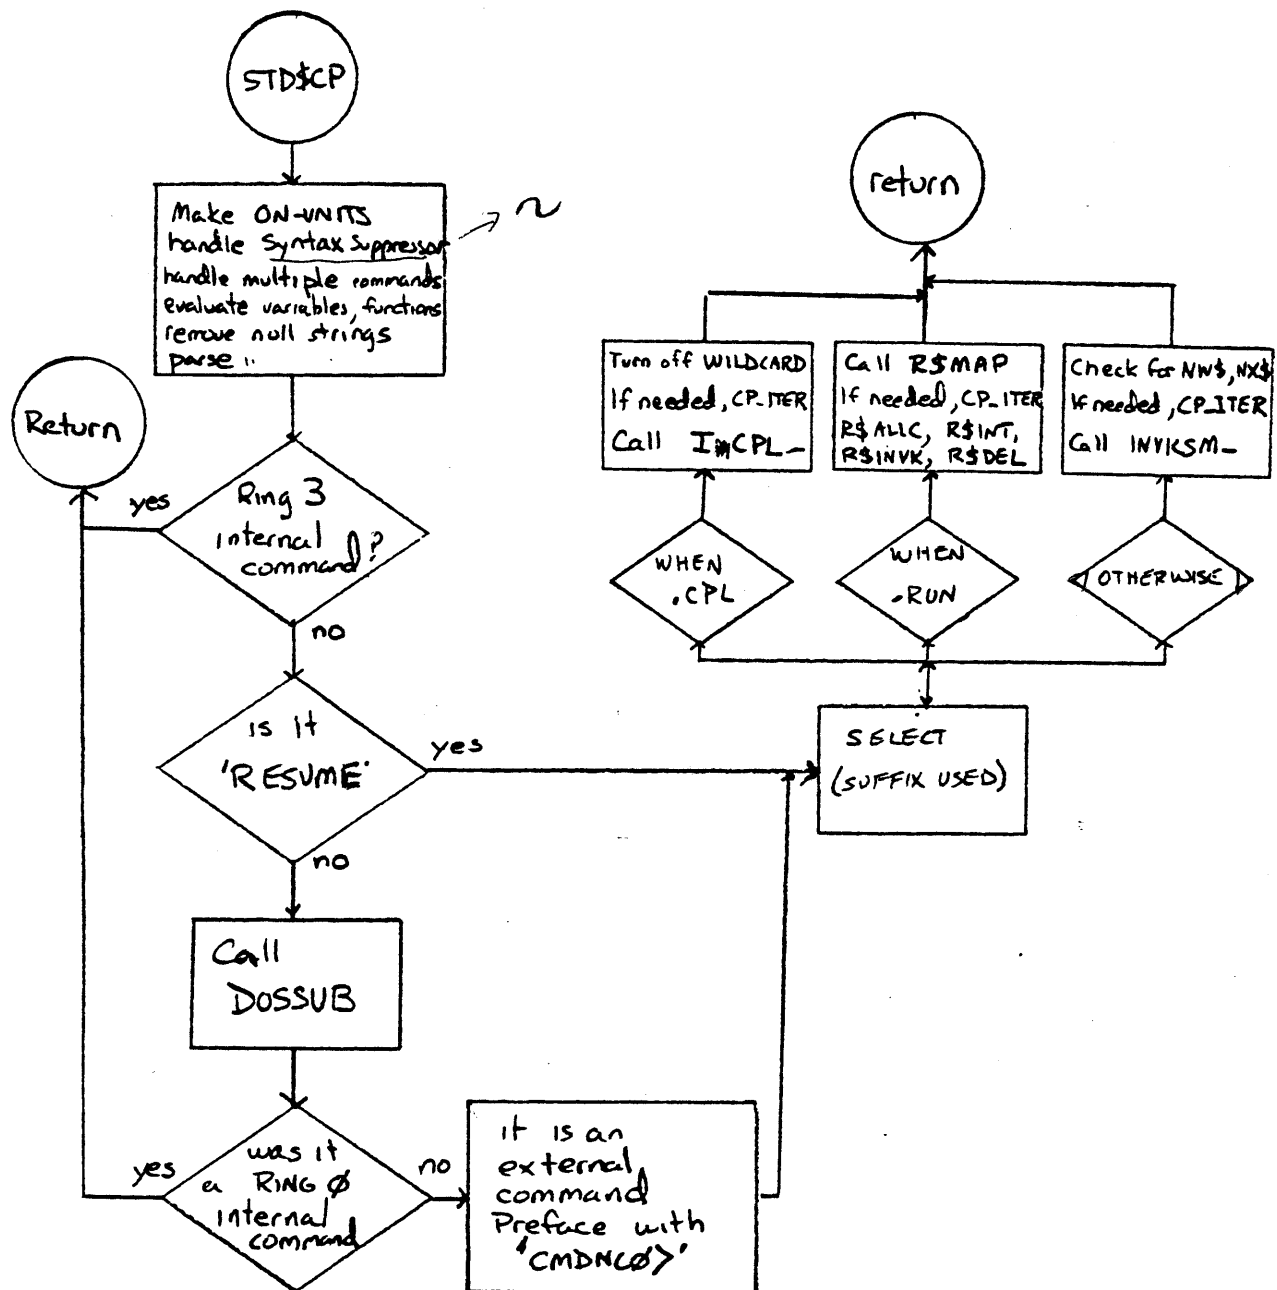 STD$CP
Make ON-UNITS
handle Syntax Suppressor
~
handle multiple commands
evaluate variables, functions
remove null strings
parse "
Return
yes
Ring 3
internal
command?
no
is it
'RESUME'
yes
no
Call
DOSSUB
was it
a RING Ø
internal
command
yes
no
it is an
external
command
Preface with
'CMDNCØ>'
SELECT
(SUFFIX USED)
WHEN
.CPL
WHEN
.RUN
OTHERWISE
Turn off WILDCARD
If needed, CP_ITER
Call CPL_
Call R$MAP
If needed, CP_ITER
R$ALLC, R$INT,
R$INVK, R$DEL
Check for NW$, NX$
If needed, CP_ITER
Call INVKSM_
return